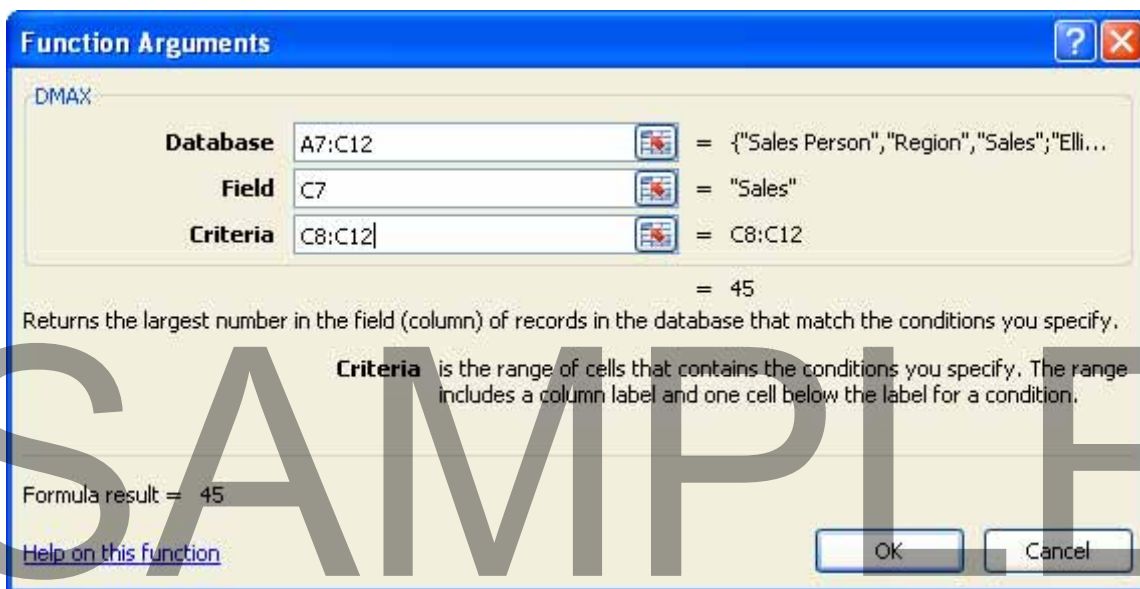 Function Arguments
DMAX
Database A7:C12 = {"Sales Person","Region","Sales";"Elli...
Field C7 = "Sales"
Criteria C8:C12 = C8:C12
= 45
Returns the largest number in the field (column) of records in the database that match the conditions you specify.
Criteria is the range of cells that contains the conditions you specify. The range
includes a column label and one cell below the label for a condition.
SAMPLE
Formula result = 45
Help on this function OK Cancel